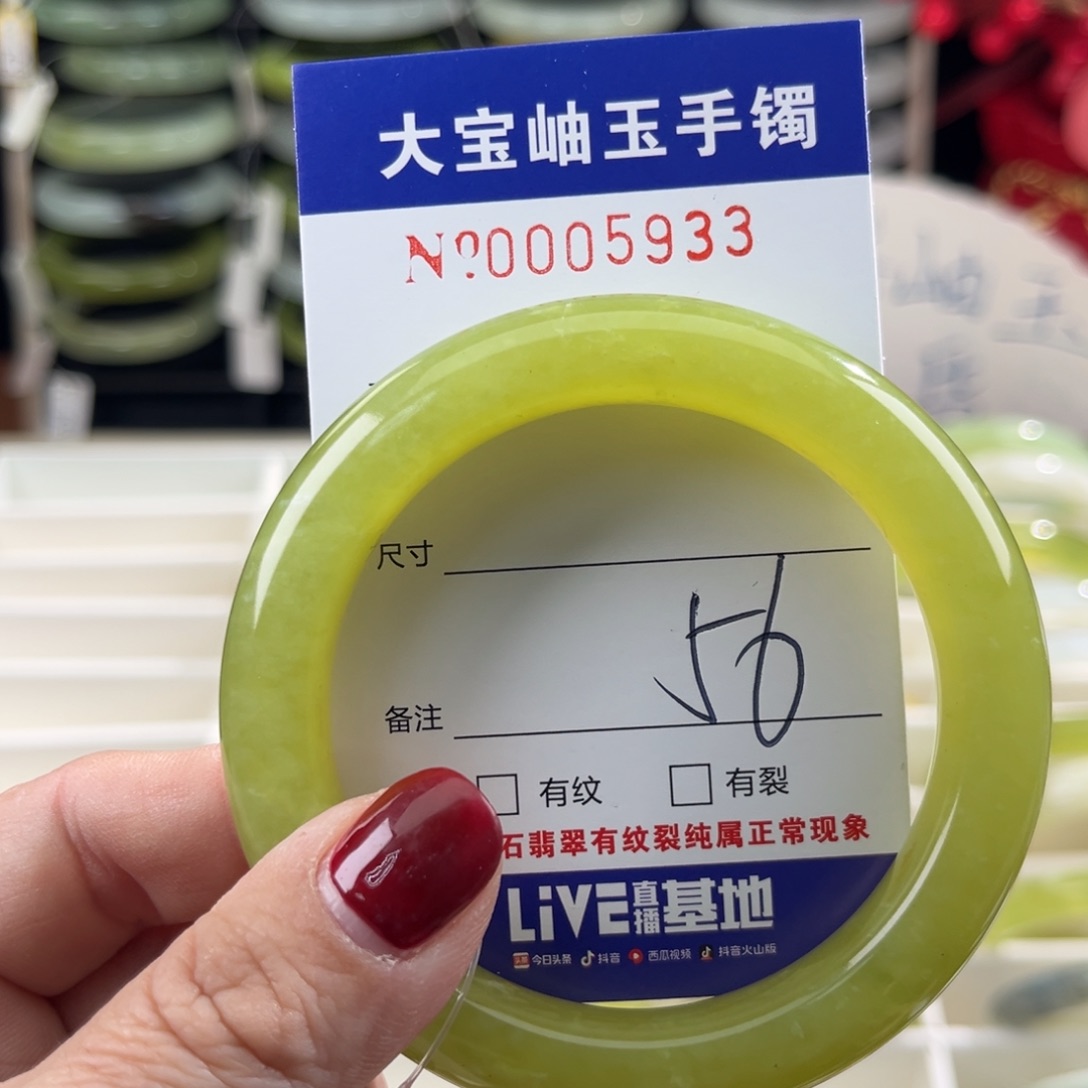 大宝岫玉手镯
Nº0005933
尺寸
56
备注
有纹 有裂
石翡翠有纹裂纯属正常现象
LiVE直播基地
今日头条 抖音 西瓜视频 抖音火山版
岫玉